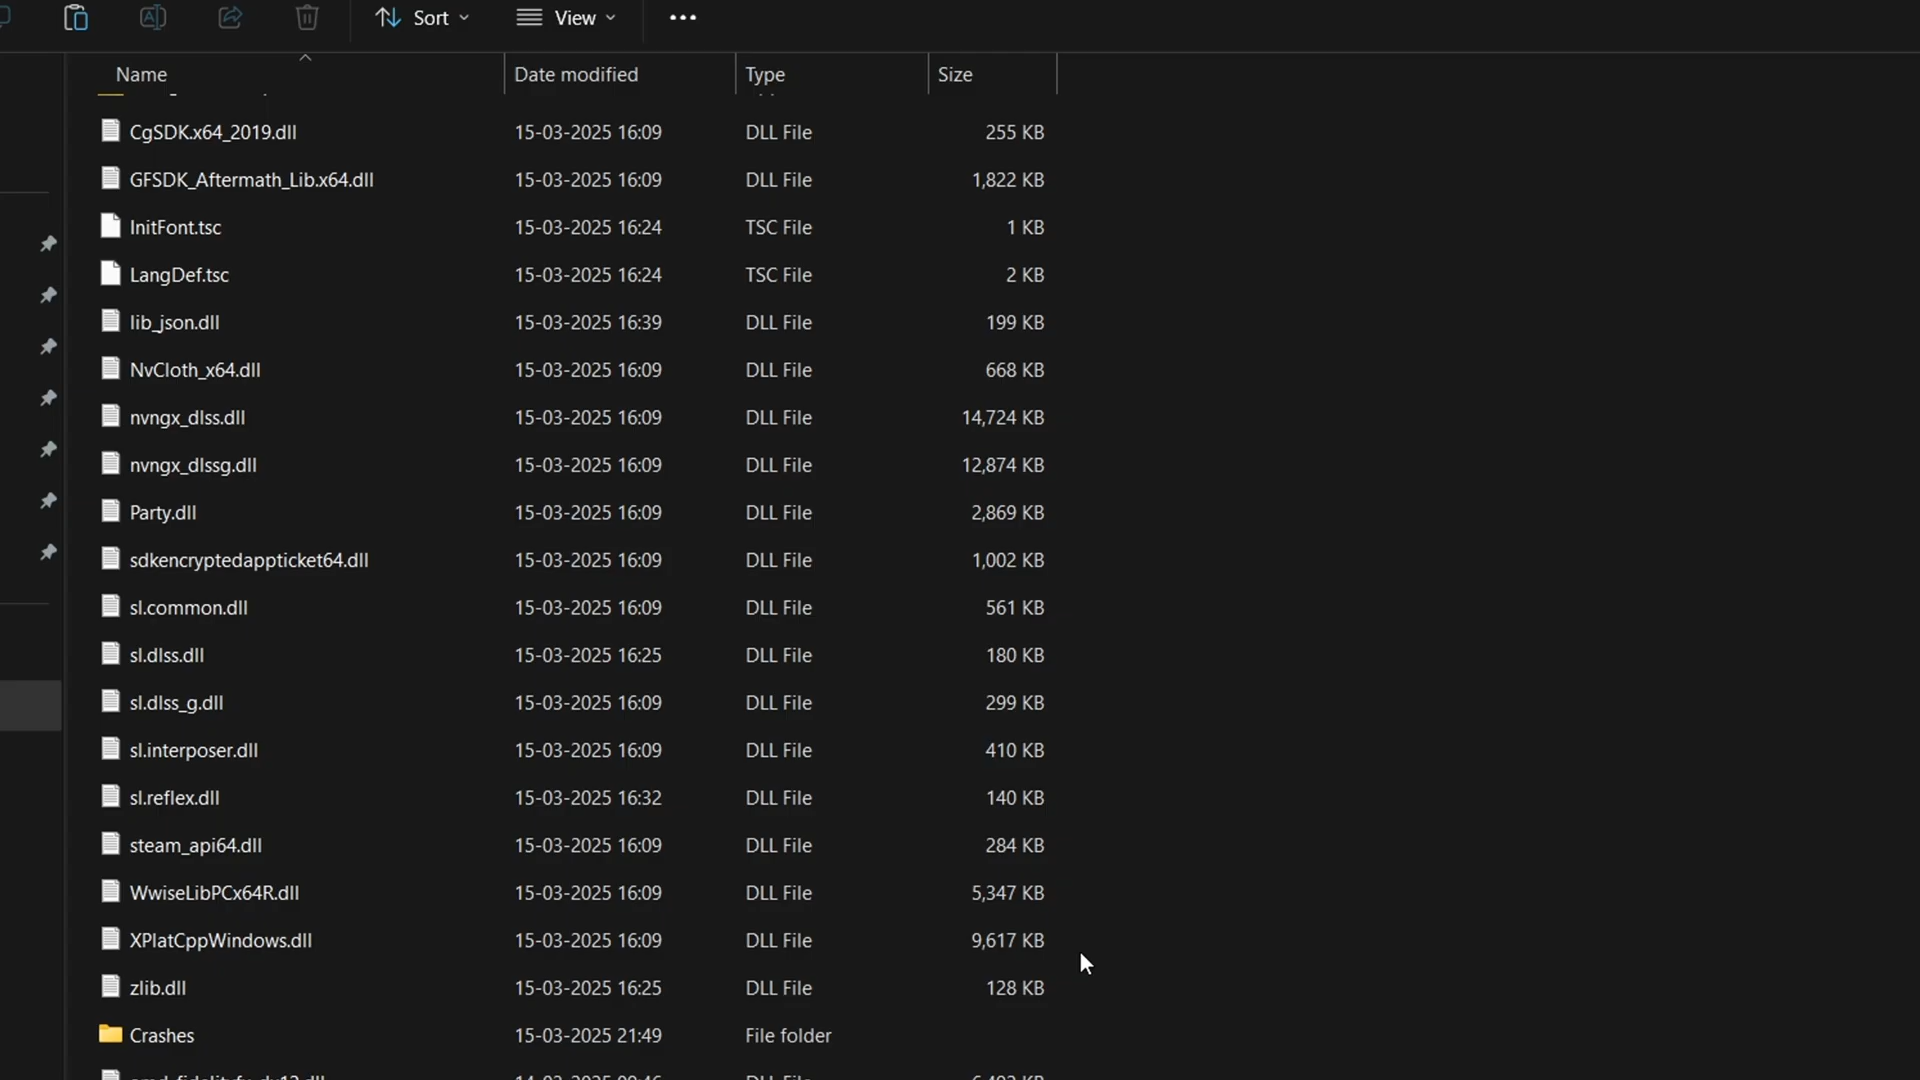 Sort View
Name Date modified Type Size
CgSDK.x64_2019.dll 15-03-2025 16:09 DLL File 255 KB
GFSDK_Aftermath_Lib.x64.dll 15-03-2025 16:09 DLL File 1,822 KB
InitFont.tsc 15-03-2025 16:24 TSC File 1 KB
LangDef.tsc 15-03-2025 16:24 TSC File 2 KB
lib_json.dll 15-03-2025 16:39 DLL File 199 KB
NvCloth_x64.dll 15-03-2025 16:09 DLL File 668 KB
nvngx_dlss.dll 15-03-2025 16:09 DLL File 14,724 KB
nvngx_dlssg.dll 15-03-2025 16:09 DLL File 12,874 KB
Party.dll 15-03-2025 16:09 DLL File 2,869 KB
sdkencryptedappticket64.dll 15-03-2025 16:09 DLL File 1,002 KB
sl.common.dll 15-03-2025 16:09 DLL File 561 KB
sl.dlss.dll 15-03-2025 16:25 DLL File 180 KB
sl.dlss_g.dll 15-03-2025 16:09 DLL File 299 KB
sl.interposer.dll 15-03-2025 16:09 DLL File 410 KB
sl.reflex.dll 15-03-2025 16:32 DLL File 140 KB
steam_api64.dll 15-03-2025 16:09 DLL File 284 KB
WwiseLibPCx64R.dll 15-03-2025 16:09 DLL File 5,347 KB
XPlatCppWindows.dll 15-03-2025 16:09 DLL File 9,617 KB
zlib.dll 15-03-2025 16:25 DLL File 128 KB
Crashes 15-03-2025 21:49 File folder